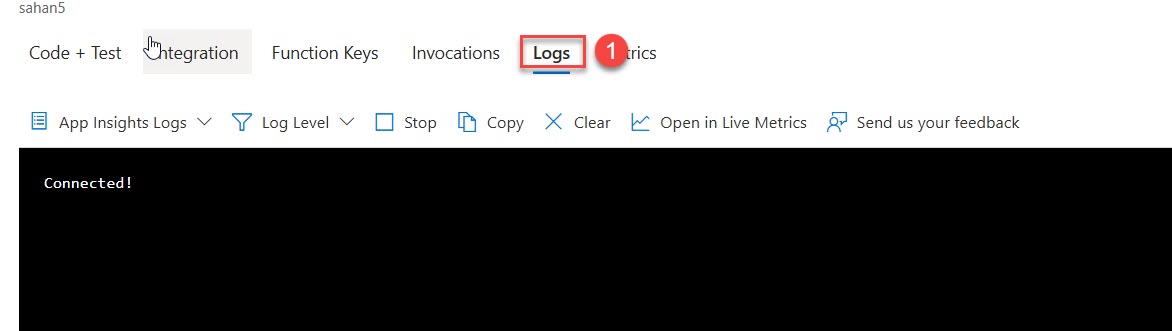 sahan5
Code + Test Integration Function Keys Invocations Logs 1 trics
App Insights Logs Log Level Stop Copy Clear Open in Live Metrics Send us your feedback
Connected!